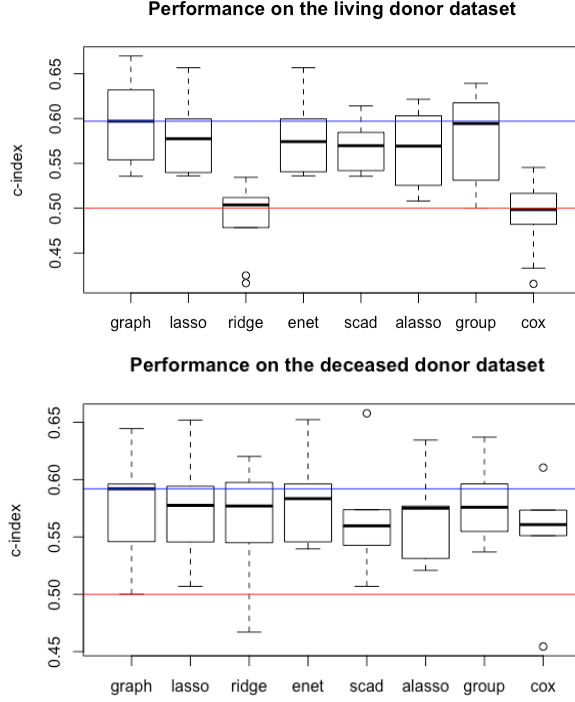 Performance on the living donor dataset
c-index
0.65
0.60
0.55
0.50
0.45
graph lasso ridge enet scad alasso group cox
Performance on the deceased donor dataset
c-index
0.65
0.60
0.55
0.50
0.45
graph lasso ridge enet scad alasso group cox